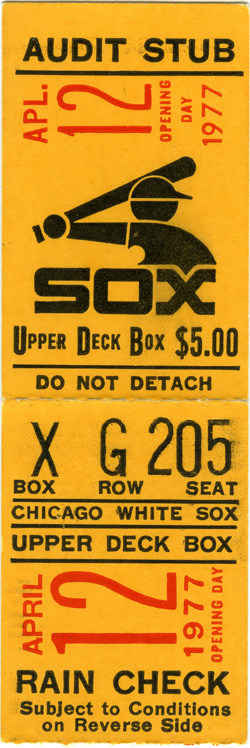 AUDIT STUB
APL. 12 OPENING DAY 1977
SOX
UPPER DECK BOX $5.00
DO NOT DETACH
X G 205
BOX ROW SEAT
CHICAGO WHITE SOX
UPPER DECK BOX
APRIL 12 1977 OPENING DAY
RAIN CHECK
Subject to Conditions
on Reverse Side